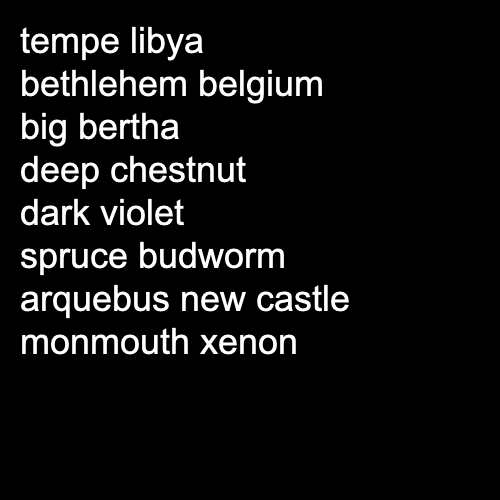 tempe libya
bethlehem belgium
big bertha
deep chestnut
dark violet
spruce budworm
arquebus new castle
monmouth xenon